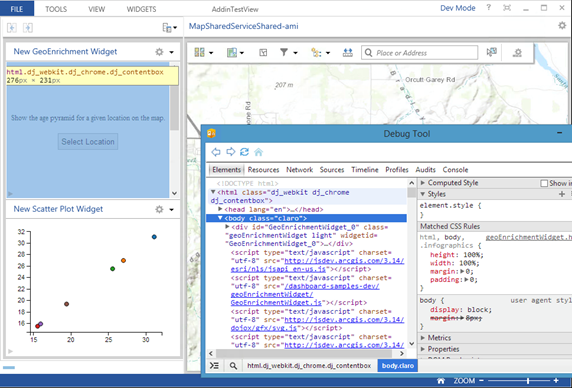 FILE TOOLS VIEW WIDGETS AddinTestView Dev Mode ?
MapSharedServiceShared-ami
New GeoEnrichment Widget
html.dj_webkit.dj_chrome.dj_contentbox
276px × 231px
Show the age pyramid for a given location on the map.
Select Location
New Scatter Plot Widget
32
30
28
26
24
22
20
18
16
20 25 30
Place or Address
207 m
Orcutt Garey Rd
Debug Tool
Elements Resources Network Sources Timeline Profiles Audits Console
<!DOCTYPE html>
▼<html class="dj_webkit dj_chrome
dj_contentbox">
▶<head lang="en">…</head>
▼<body class="claro">
▶<div id="GeoEnrichmentWidget_0" class=
"geoEnrichmentWidget light" widgetid=
"GeoEnrichmentWidget_0">…</div>
<script type="text/javascript" charset=
"utf-8" src="http://jsdev.arcgis.com/3.14/
esri/nls/jsapi_en-us.js"></script>
<script type="text/javascript" charset=
"utf-8" src="/dashboard-samples-dev/
geoEnrichmentWidget/
GeoEnrichmentWidget.js"></script>
<script type="text/javascript" charset=
"utf-8" src="http://jsdev.arcgis.com/3.14/
dojox/gfx/svg.js"></script>
<script type="text/javascript" charset=
"utf-8" src="http://jsdev.arcgis.com/3.14/
▶ Computed Style Show in
▼ Styles
element.style {
}
Matched CSS Rules
html, body, geoEnrichmentWidget.h
.infographics {
height: 100%;
width: 100%;
margin:▶0;
padding:▶0;
}
body { user agent style
display: block;
margin:▶8px;
}
▶ Metrics
▶ Properties
html.dj_webkit.dj_chrome.dj_contentbox body.claro
ZOOM